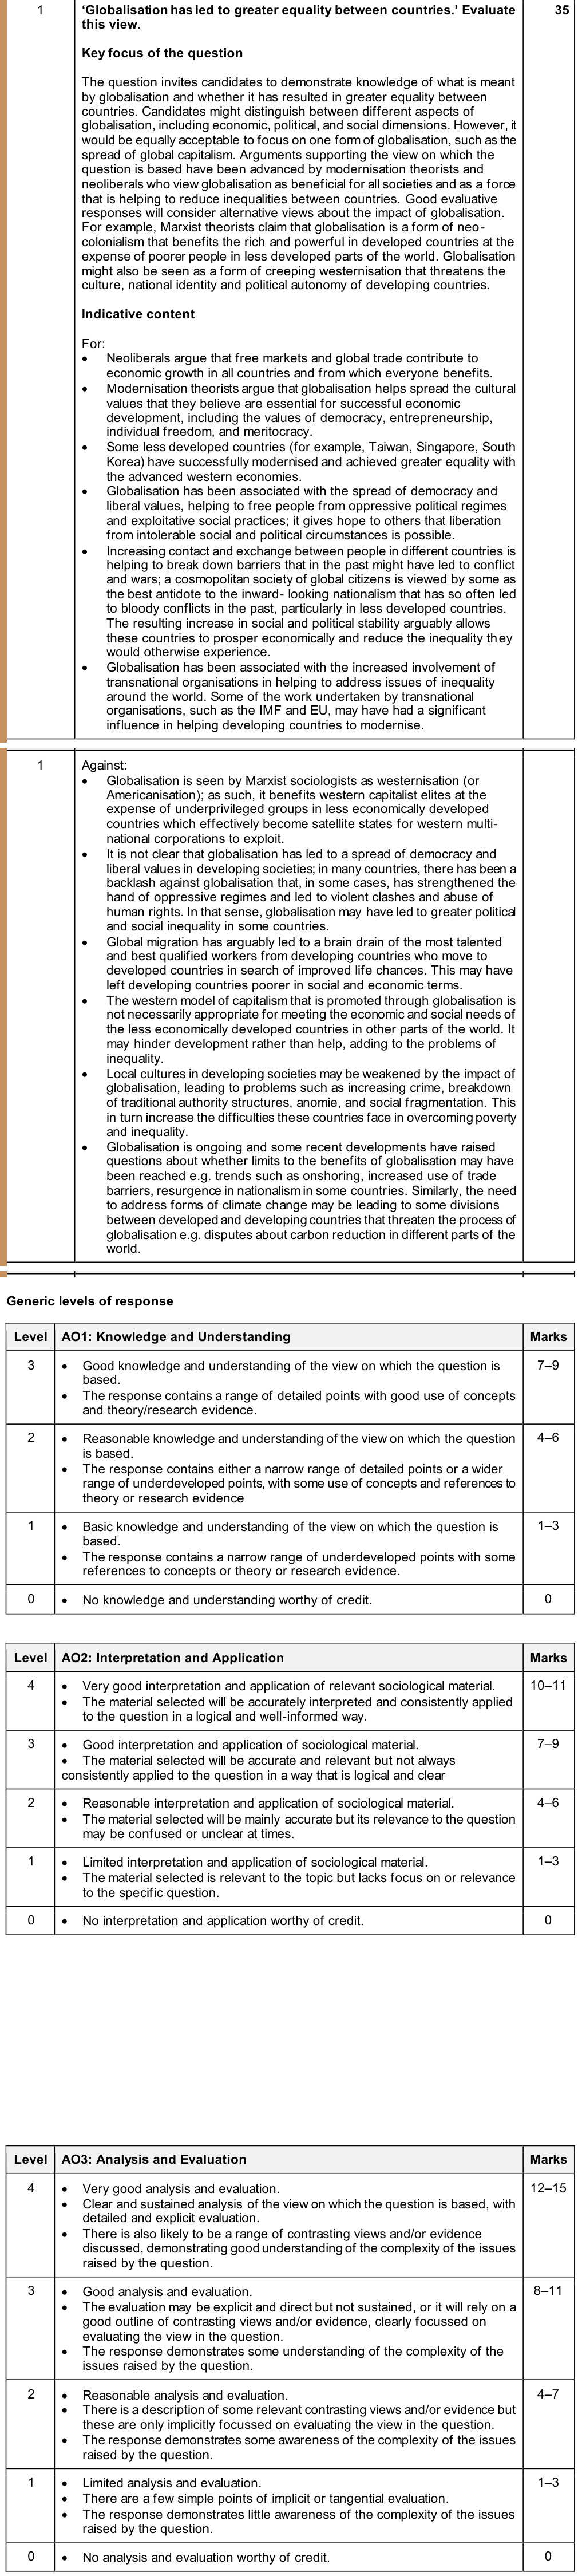 1
‘Globalisation has led to greater equality between countries.’ Evaluate
this view.
35
Key focus of the question
The question invites candidates to demonstrate knowledge of what is meant
by globalisation and whether it has resulted in greater equality between
countries. Candidates might distinguish between different aspects of
globalisation, including economic, political, and social dimensions. However, it
would be equally acceptable to focus on one form of globalisation, such as the
spread of global capitalism. Arguments supporting the view on which the
question is based have been advanced by modernisation theorists and
neoliberals who view globalisation as beneficial for all societies and as a force
that is helping to reduce inequalities between countries. Good evaluative
responses will consider alternative views about the impact of globalisation.
For example, Marxist theorists claim that globalisation is a form of neo-
colonialism that benefits the rich and powerful in developed countries at the
expense of poorer people in less developed parts of the world. Globalisation
might also be seen as a form of creeping westernisation that threatens the
culture, national identity and political autonomy of developing countries.
Indicative content
For:
• Neoliberals argue that free markets and global trade contribute to
economic growth in all countries and from which everyone benefits.
• Modernisation theorists argue that globalisation helps spread the cultural
values that they believe are essential for successful economic
development, including the values of democracy, entrepreneurship,
individual freedom, and meritocracy.
• Some less developed countries (for example, Taiwan, Singapore, South
Korea) have successfully modernised and achieved greater equality with
the advanced western economies.
• Globalisation has been associated with the spread of democracy and
liberal values, helping to free people from oppressive political regimes
and exploitative social practices; it gives hope to others that liberation
from intolerable social and political circumstances is possible.
• Increasing contact and exchange between people in different countries is
helping to break down barriers that in the past might have led to conflict
and wars; a cosmopolitan society of global citizens is viewed by some as
the best antidote to the inward- looking nationalism that has so often led
to bloody conflicts in the past, particularly in less developed countries.
The resulting increase in social and political stability arguably allows
these countries to prosper economically and reduce the inequality they
would otherwise experience.
• Globalisation has been associated with the increased involvement of
transnational organisations in helping to address issues of inequality
around the world. Some of the work undertaken by transnational
organisations, such as the IMF and EU, may have had a significant
influence in helping developing countries to modernise.
1
Against:
• Globalisation is seen by Marxist sociologists as westernisation (or
Americanisation); as such, it benefits western capitalist elites at the
expense of underprivileged groups in less economically developed
countries which effectively become satellite states for western multi-
national corporations to exploit.
• It is not clear that globalisation has led to a spread of democracy and
liberal values in developing societies; in many countries, there has been a
backlash against globalisation that, in some cases, has strengthened the
hand of oppressive regimes and led to violent clashes and abuse of
human rights. In that sense, globalisation may have led to greater political
and social inequality in some countries.
• Global migration has arguably led to a brain drain of the most talented
and best qualified workers from developing countries who move to
developed countries in search of improved life chances. This may have
left developing countries poorer in social and economic terms.
• The western model of capitalism that is promoted through globalisation is
not necessarily appropriate for meeting the economic and social needs of
the less economically developed countries in other parts of the world. It
may hinder development rather than help, adding to the problems of
inequality.
• Local cultures in developing societies may be weakened by the impact of
globalisation, leading to problems such as increasing crime, breakdown
of traditional authority structures, anomie, and social fragmentation. This
in turn increase the difficulties these countries face in overcoming poverty
and inequality.
• Globalisation is ongoing and some recent developments have raised
questions about whether limits to the benefits of globalisation may have
been reached e.g. trends such as onshoring, increased use of trade
barriers, resurgence in nationalism in some countries. Similarly, the need
to address forms of climate change may be leading to some divisions
between developed and developing countries that threaten the process of
globalisation e.g. disputes about carbon reduction in different parts of the
world.
Generic levels of response
Level AO1: Knowledge and Understanding Marks
3 • Good knowledge and understanding of the view on which the question is 7–9
based.
• The response contains a range of detailed points with good use of concepts
and theory/research evidence.
2 • Reasonable knowledge and understanding of the view on which the question 4–6
is based.
• The response contains either a narrow range of detailed points or a wider
range of underdeveloped points, with some use of concepts and references to
theory or research evidence
1 • Basic knowledge and understanding of the view on which the question is 1–3
based.
• The response contains a narrow range of underdeveloped points with some
references to concepts or theory or research evidence.
0 • No knowledge and understanding worthy of credit. 0
Level AO2: Interpretation and Application Marks
4 • Very good interpretation and application of relevant sociological material. 10–11
• The material selected will be accurately interpreted and consistently applied
to the question in a logical and well-informed way.
3 • Good interpretation and application of sociological material. 7–9
• The material selected will be accurate and relevant but not always
consistently applied to the question in a way that is logical and clear
2 • Reasonable interpretation and application of sociological material. 4–6
• The material selected will be mainly accurate but its relevance to the question
may be confused or unclear at times.
1 • Limited interpretation and application of sociological material. 1–3
• The material selected is relevant to the topic but lacks focus on or relevance
to the specific question.
0 • No interpretation and application worthy of credit. 0
Level AO3: Analysis and Evaluation Marks
4 • Very good analysis and evaluation. 12–15
• Clear and sustained analysis of the view on which the question is based, with
detailed and explicit evaluation.
• There is also likely to be a range of contrasting views and/or evidence
discussed, demonstrating good understanding of the complexity of the issues
raised by the question.
3 • Good analysis and evaluation. 8–11
• The evaluation may be explicit and direct but not sustained, or it will rely on a
good outline of contrasting views and/or evidence, clearly focussed on
evaluating the view in the question.
• The response demonstrates some understanding of the complexity of the
issues raised by the question.
2 • Reasonable analysis and evaluation. 4–7
• There is a description of some relevant contrasting views and/or evidence but
these are only implicitly focussed on evaluating the view in the question.
• The response demonstrates some awareness of the complexity of the issues
raised by the question.
1 • Limited analysis and evaluation. 1–3
• There are a few simple points of implicit or tangential evaluation.
• The response demonstrates little awareness of the complexity of the issues
raised by the question.
0 • No analysis and evaluation worthy of credit. 0